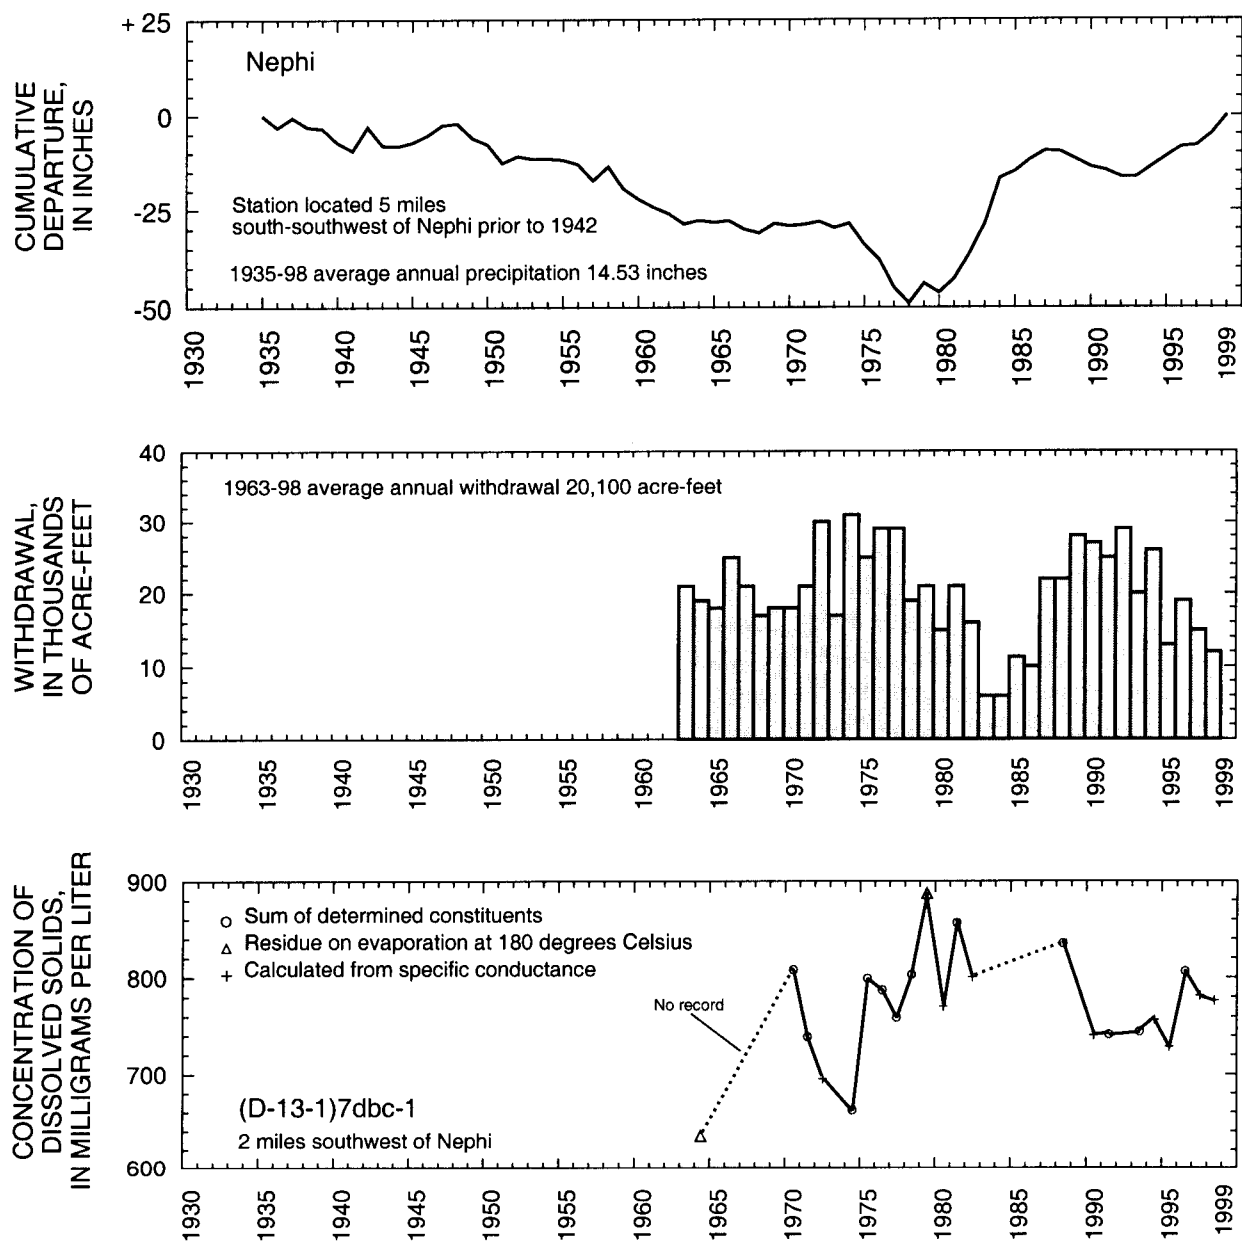 CUMULATIVE
DEPARTURE,
IN INCHES
+ 25
0
-25
-50
Nephi
Station located 5 miles
south-southwest of Nephi prior to 1942
1935-98 average annual precipitation 14.53 inches
1930
1935
1940
1945
1950
1955
1960
1965
1970
1975
1980
1985
1990
1995
1999
WITHDRAWAL,
IN THOUSANDS
OF ACRE-FEET
40
30
20
10
0
1963-98 average annual withdrawal 20,100 acre-feet
1930
1935
1940
1945
1950
1955
1960
1965
1970
1975
1980
1985
1990
1995
1999
CONCENTRATION OF
DISSOLVED SOLIDS,
IN MILLIGRAMS PER LITER
900
800
700
600
Sum of determined constituents
Residue on evaporation at 180 degrees Celsius
Calculated from specific conductance
No record
(D-13-1)7dbc-1
2 miles southwest of Nephi
1930
1935
1940
1945
1950
1955
1960
1965
1970
1975
1980
1985
1990
1995
1999